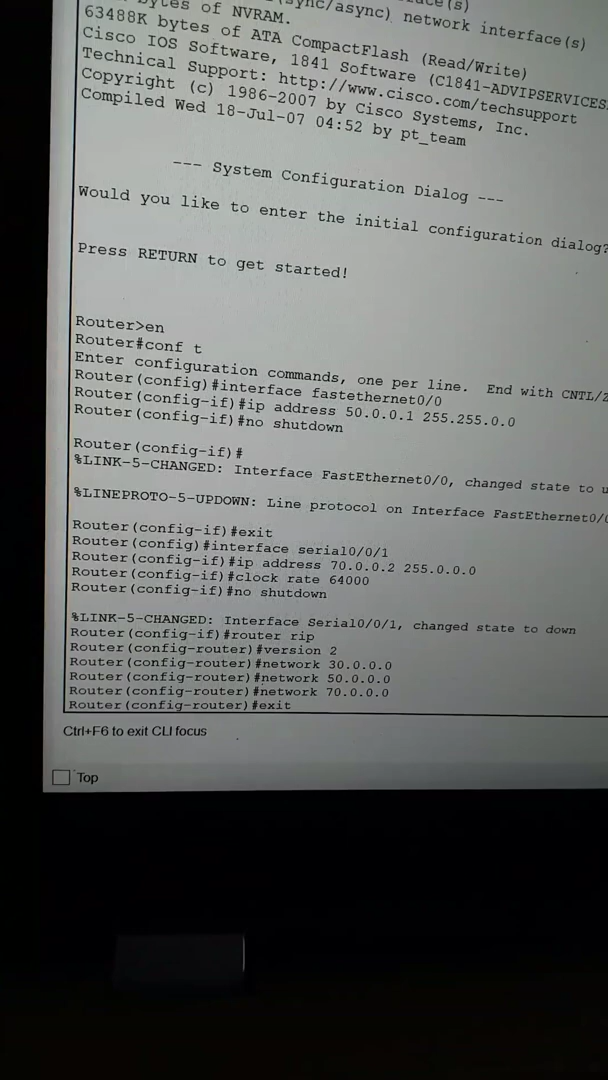 bytes of NVRAM.
(sync/async) network interface(s)
63488K bytes of ATA CompactFlash (Read/Write)
Cisco IOS Software, 1841 Software (C1841-ADVIPSERVICES
Technical Support: http://www.cisco.com/techsupport
Copyright (c) 1986-2007 by Cisco Systems, Inc.
Compiled Wed 18-Jul-07 04:52 by pt_team
--- System Configuration Dialog ---
Would you like to enter the initial configuration dialog?
Press RETURN to get started!
Router>en
Router#conf t
Enter configuration commands, one per line. End with CNTL/Z
Router(config)#interface fastethernet0/0
Router(config-if)#ip address 50.0.0.1 255.255.0.0
Router(config-if)#no shutdown
Router(config-if)#
%LINK-5-CHANGED: Interface FastEthernet0/0, changed state to u
%LINEPROTO-5-UPDOWN: Line protocol on Interface FastEthernet0/0
Router(config-if)#exit
Router(config)#interface serial0/0/1
Router(config-if)#ip address 70.0.0.2 255.0.0.0
Router(config-if)#clock rate 64000
Router(config-if)#no shutdown
%LINK-5-CHANGED: Interface Serial0/0/1, changed state to down
Router(config-if)#router rip
Router(config-router)#version 2
Router(config-router)#network 30.0.0.0
Router(config-router)#network 50.0.0.0
Router(config-router)#network 70.0.0.0
Router(config-router)#exit
Ctrl+F6 to exit CLI focus
Top